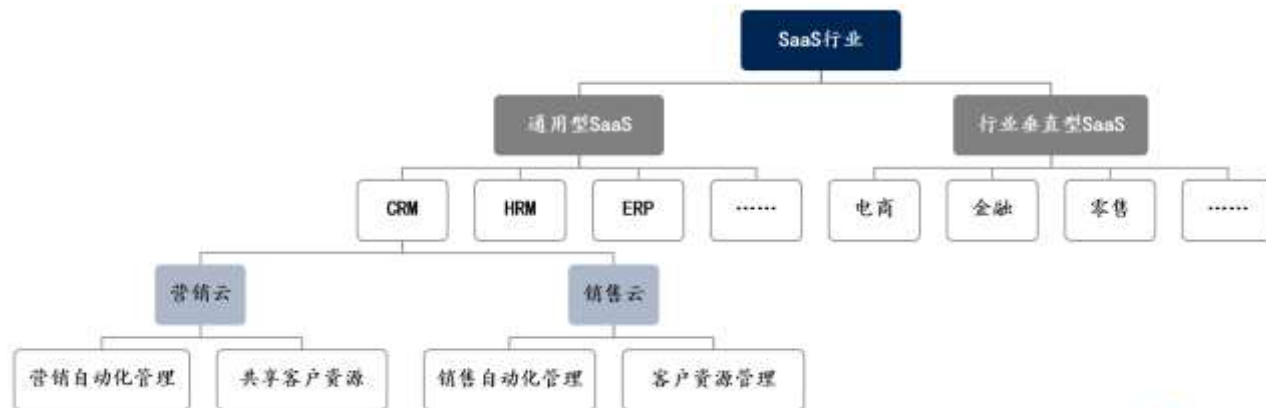 SaaS行业
通用型SaaS
行业垂直型SaaS
CRM
HRM
ERP
……
电商
金融
零售
……
营销云
销售云
营销自动化管理
共享客户资源
销售自动化管理
客户资源管理